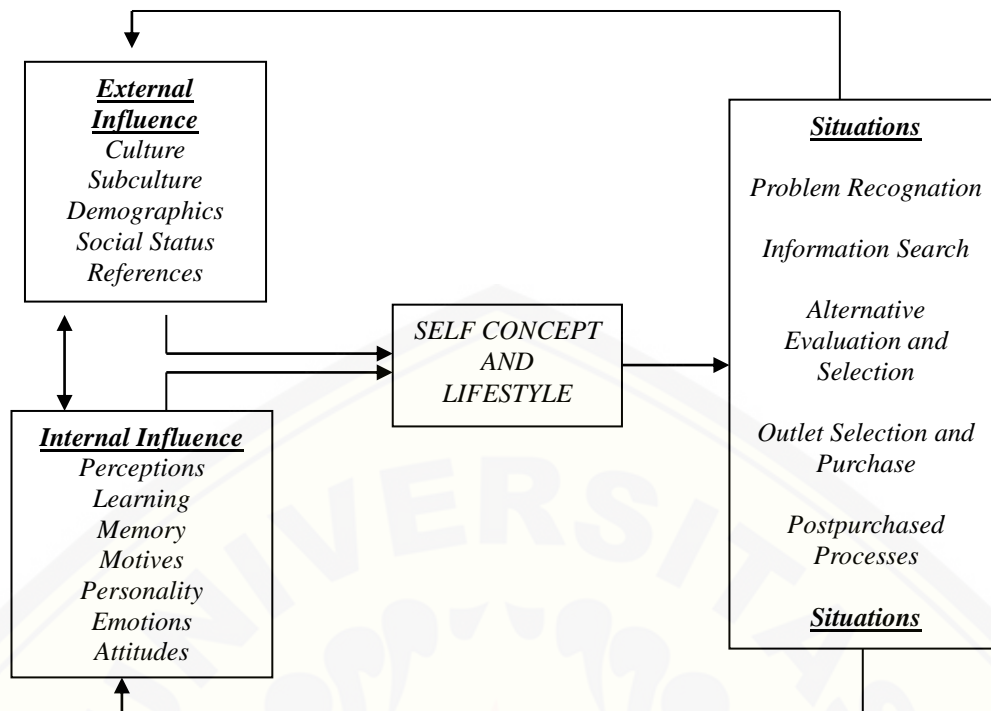 External
Influence
Culture
Subculture
Demographics
Social Status
References
Internal Influence
Perceptions
Learning
Memory
Motives
Personality
Emotions
Attitudes
SELF CONCEPT
AND
LIFESTYLE
Situations
Problem Recognation
Information Search
Alternative
Evaluation and
Selection
Outlet Selection and
Purchase
Postpurchased
Processes
Situations
UNIVERSITAS